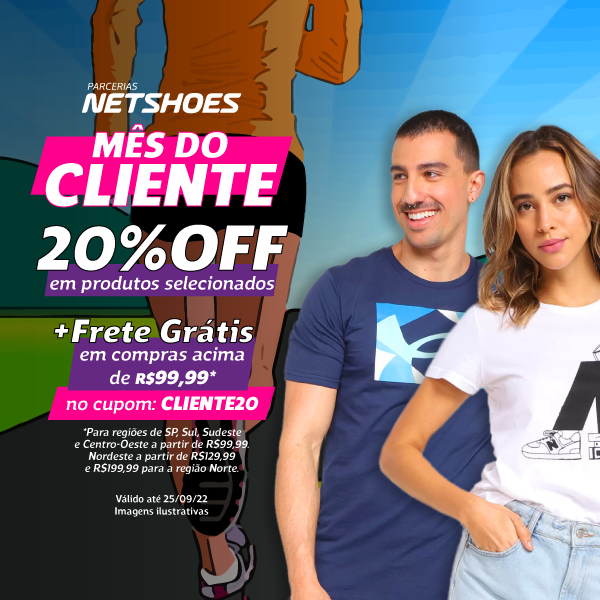 PARCERIAS
NETSHOES
MÊS DO
CLIENTE
20%OFF
em produtos selecionados
+Frete Grátis
em compras acima
de R$99,99*
no cupom: CLIENTE20
*Para regiões de SP, Sul, Sudeste
e Centro-Oeste a partir de R$99,99.
Nordeste a partir de R$129,99
e R$199,99 para a região Norte.
Válido até 25/09/22
Imagens ilustrativas